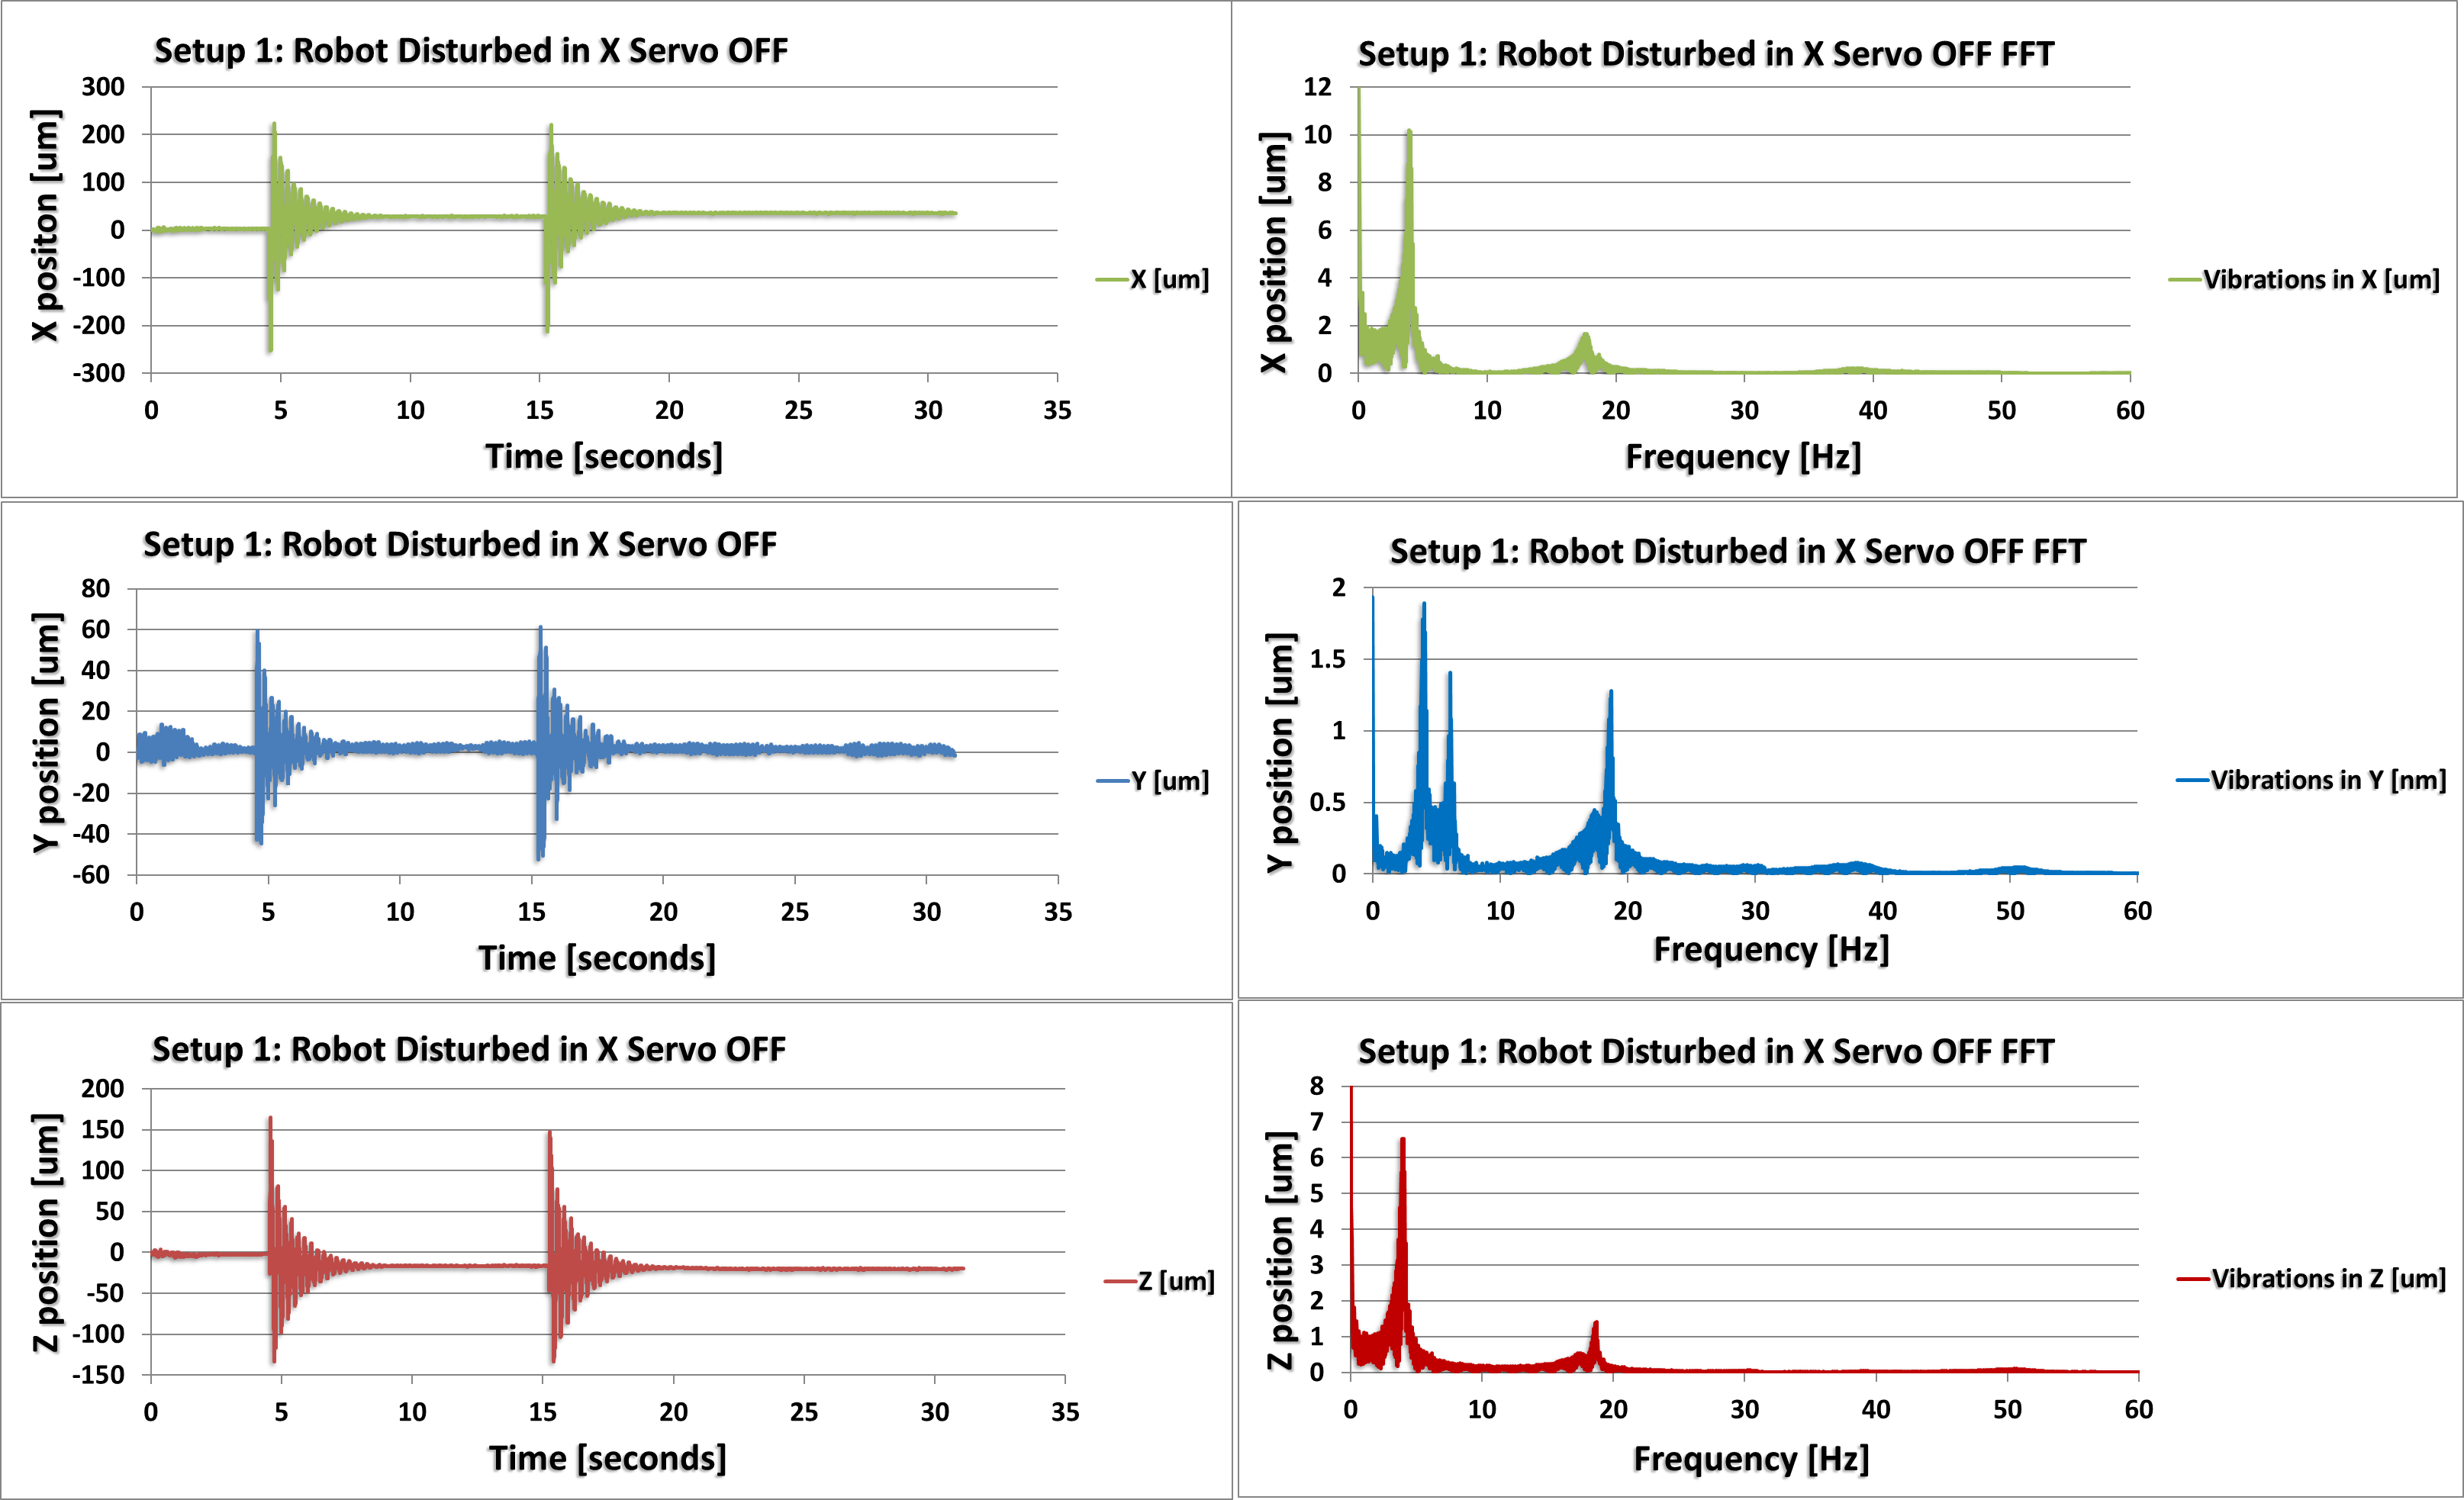 Setup 1: Robot Disturbed in X Servo OFF
300
200
100
0
-100
-200
-300
X positon [um]
0 5 10 15 20 25 30 35
Time [seconds]
X [um]
Setup 1: Robot Disturbed in X Servo OFF FFT
12
10
8
6
4
2
0
X position [um]
0 10 20 30 40 50 60
Frequency [Hz]
Vibrations in X [um]
Setup 1: Robot Disturbed in X Servo OFF
80
60
40
20
0
-20
-40
-60
Y position [um]
0 5 10 15 20 25 30 35
Time [seconds]
Y [um]
Setup 1: Robot Disturbed in X Servo OFF FFT
2
1.5
1
0.5
0
Y position [um]
0 10 20 30 40 50 60
Frequency [Hz]
Vibrations in Y [nm]
Setup 1: Robot Disturbed in X Servo OFF
200
150
100
50
0
-50
-100
-150
Z position [um]
0 5 10 15 20 25 30 35
Time [seconds]
Z [um]
Setup 1: Robot Disturbed in X Servo OFF FFT
8
7
6
5
4
3
2
1
0
Z position [um]
0 10 20 30 40 50 60
Frequency [Hz]
Vibrations in Z [um]